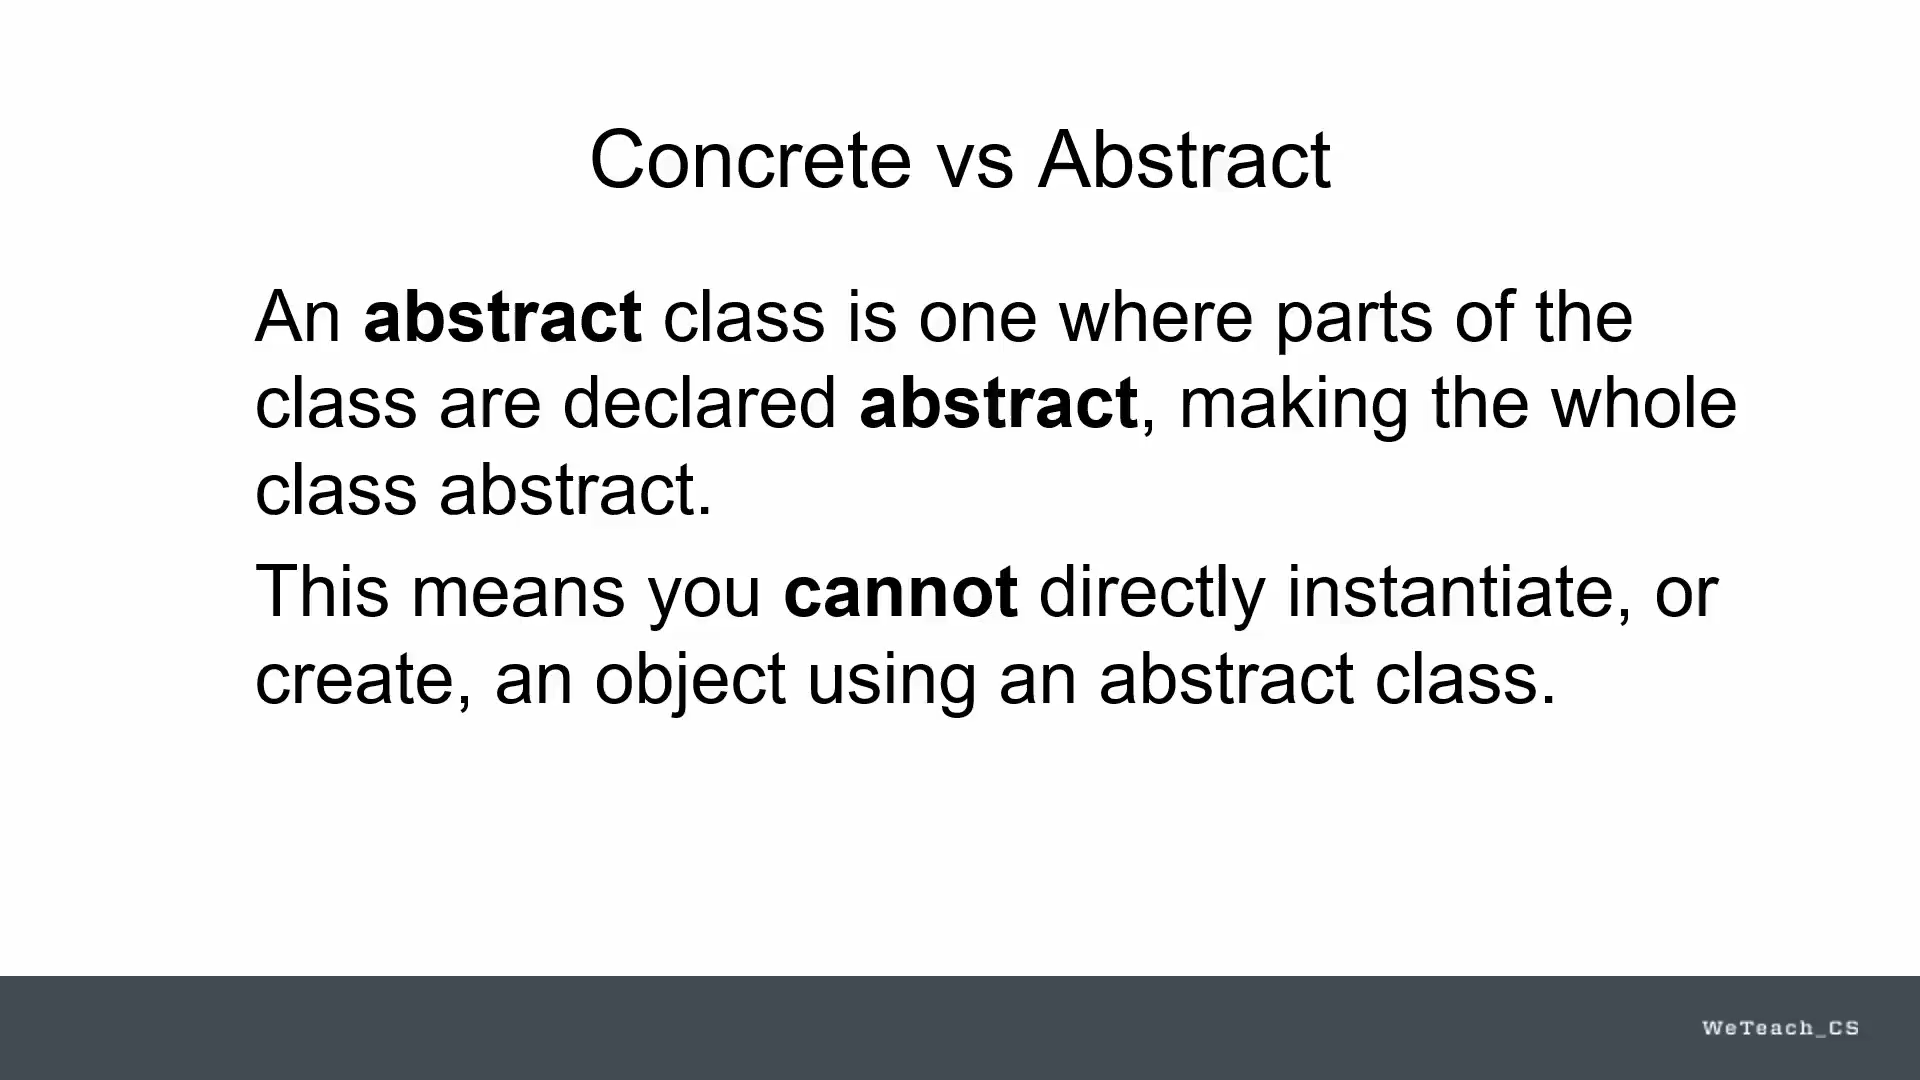 Concrete vs Abstract
An abstract class is one where parts of the
class are declared abstract, making the whole
class abstract.
This means you cannot directly instantiate, or
create, an object using an abstract class.
WeTeach_CS